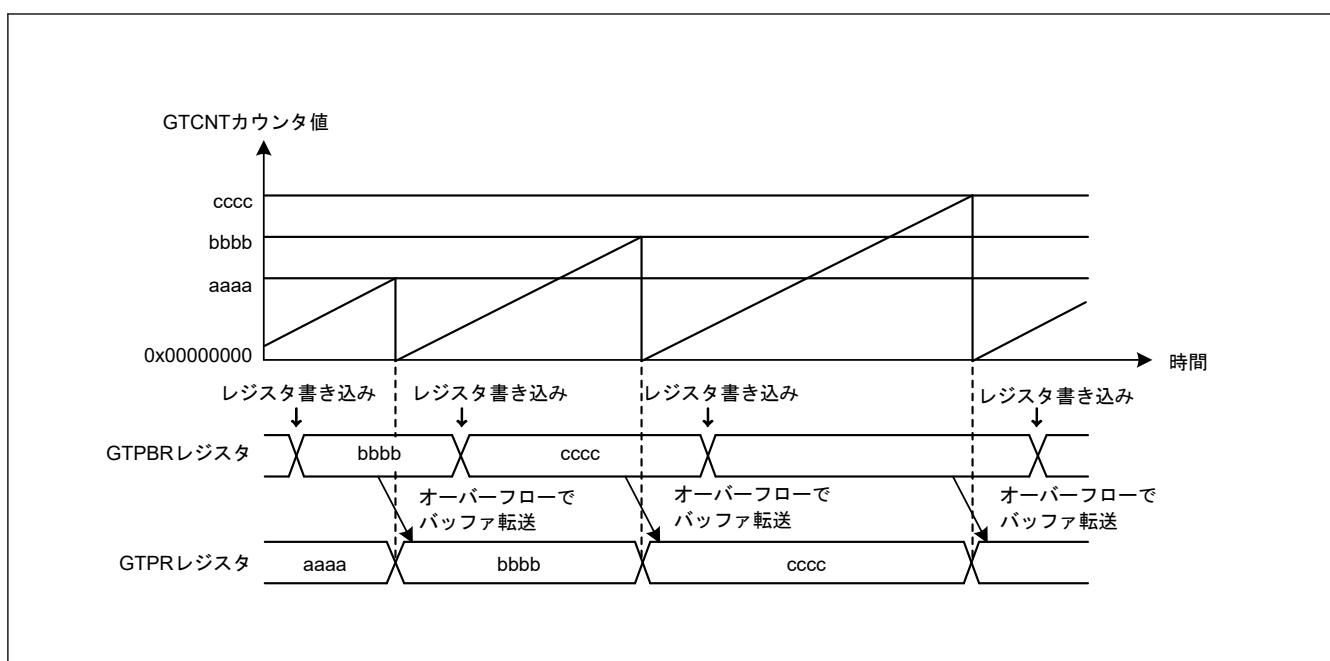 GTCNTカウンタ値
cccc
bbbb
aaaa
0x00000000
時間
レジスタ書き込み
レジスタ書き込み
レジスタ書き込み
レジスタ書き込み
GTPBRレジスタ
bbbb
cccc
オーバーフローで
バッファ転送
オーバーフローで
バッファ転送
オーバーフローで
バッファ転送
GTPRレジスタ
aaaa
bbbb
cccc